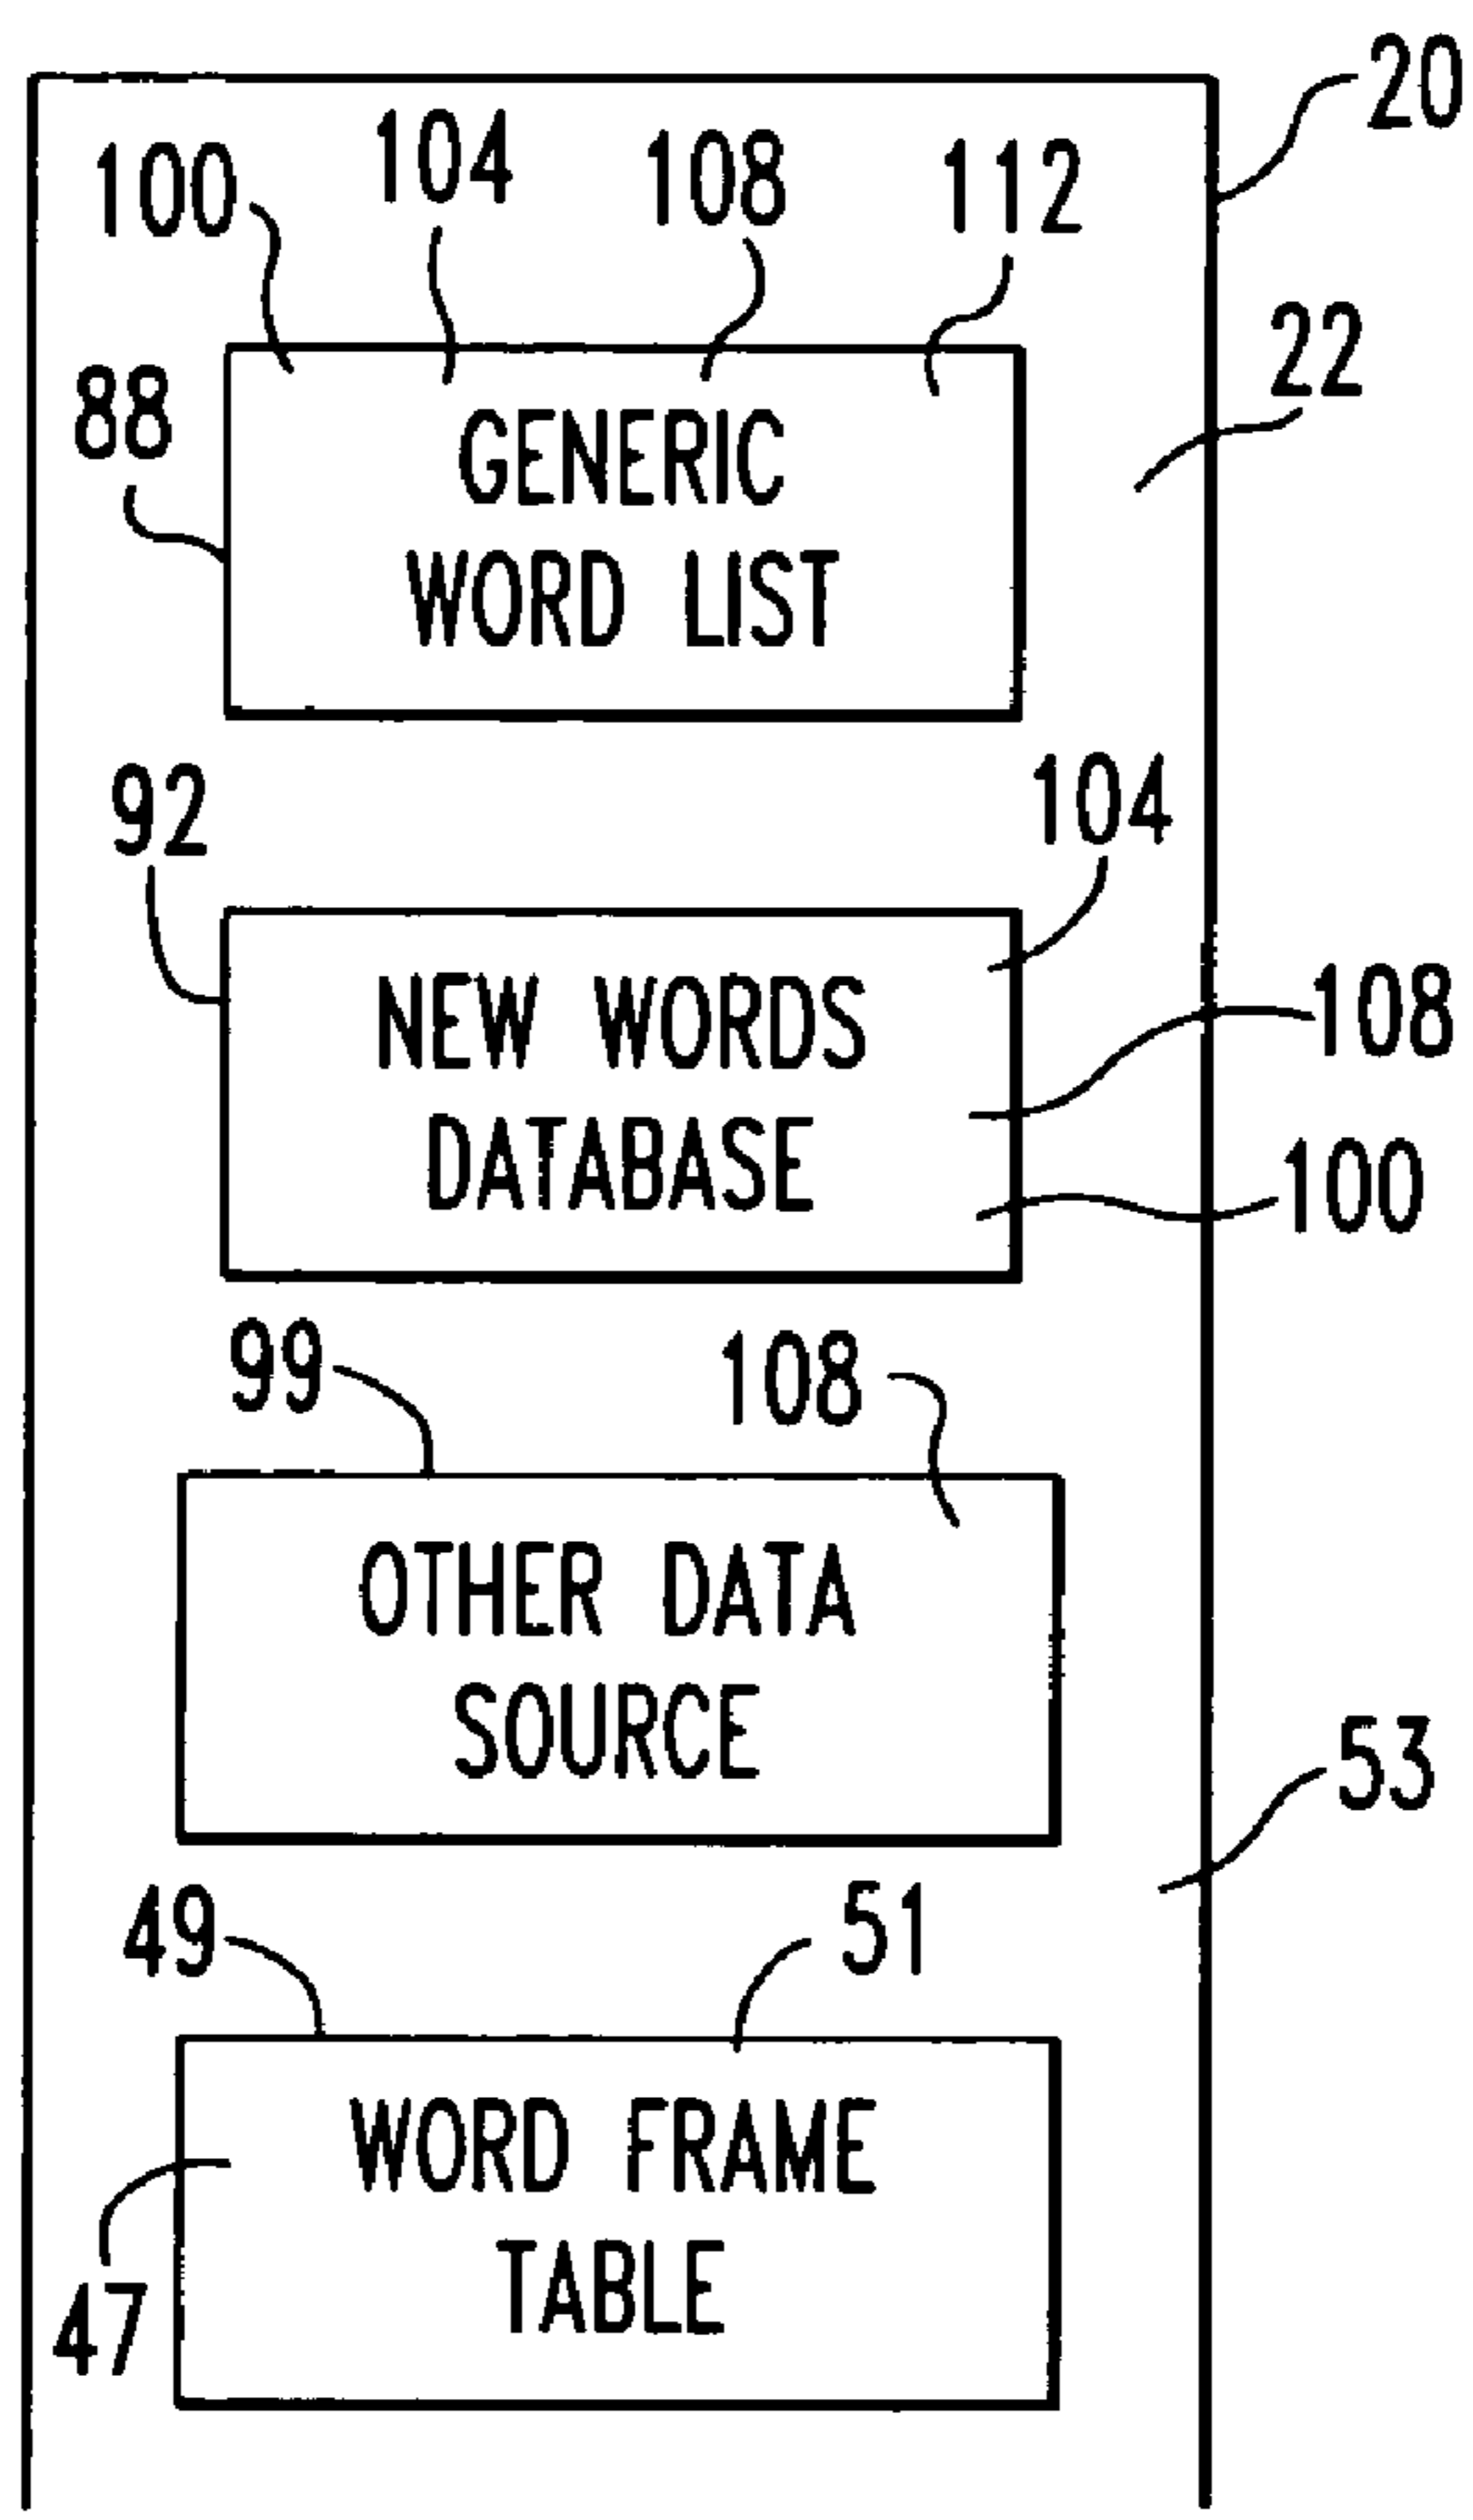 20
100 104 108 112
22
88
GENERIC
WORD LIST
92
104
NEW WORDS
108
DATABASE
100
99 108
OTHER DATA
SOURCE
53
49 51
WORD FRAME
TABLE
47